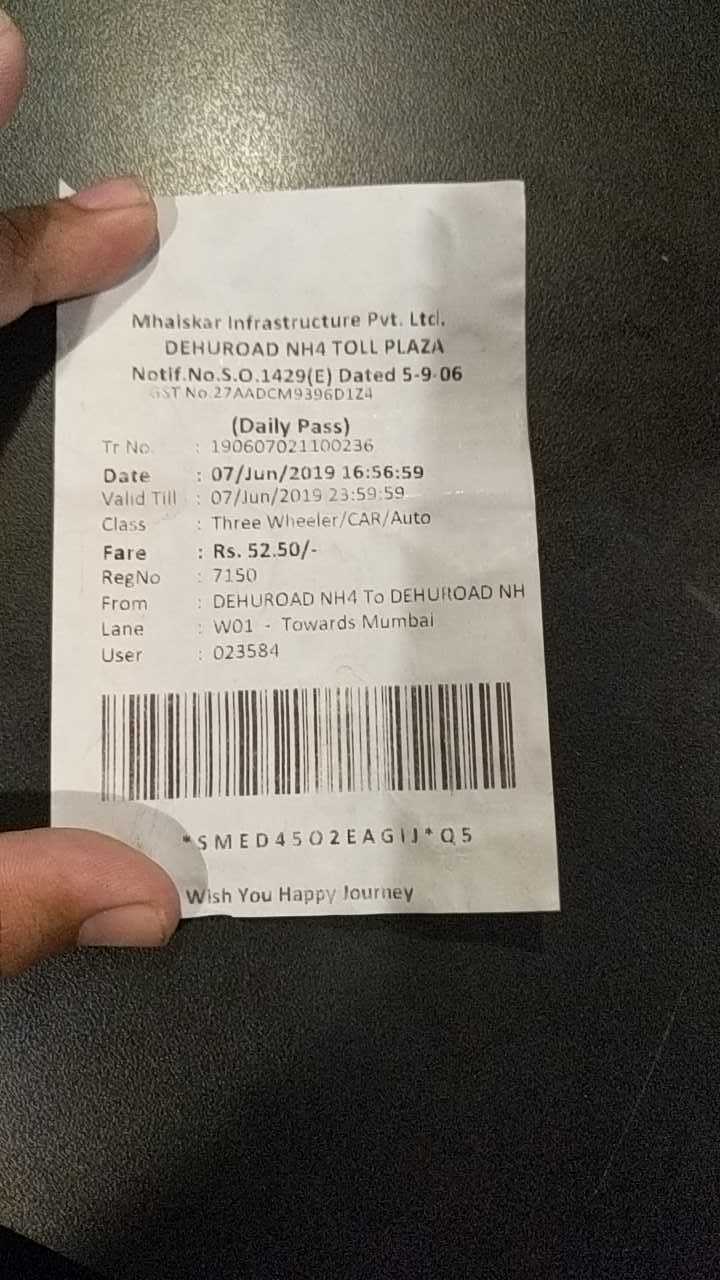 Mhaiskar Infrastructure Pvt. Ltd.
DEHUROAD NH4 TOLL PLAZA
Notif.No.S.O.1429(E) Dated 5-9-06
GST No.27AADCM9396D1Z4
(Daily Pass)
Tr No. : 190607021100236
Date : 07/Jun/2019 16:56:59
Valid Till : 07/Jun/2019 23:59:59
Class : Three Wheeler/CAR/Auto
Fare : Rs. 52.50/-
RegNo : 7150
From : DEHUROAD NH4 To DEHUROAD NH
Lane : W01 - Towards Mumbai
User : 023584
*SMED4502EAGIJ*Q5
Wish You Happy Journey